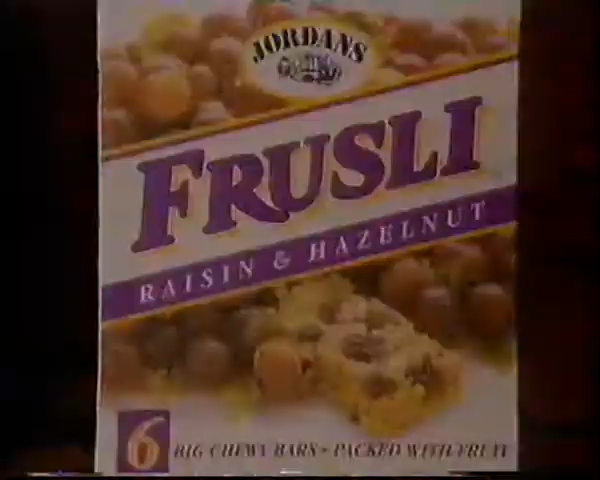 JORDANS
FRUSLI
RAISIN & HAZELNUT
6 BIG CHEWY BARS • PACKED WITH FRUIT